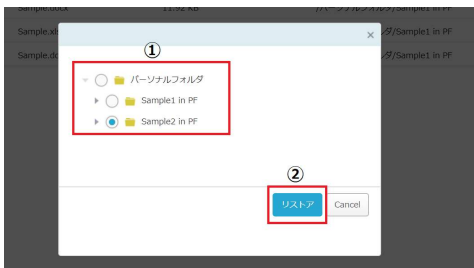 Sample.docx 11.92 KB /パーソナルフォルダ/Sample1 in PF
Sample.xls
ルダ/Sample1 in PF
Sample.do
ルダ/Sample1 in PF
×
①
パーソナルフォルダ
Sample1 in PF
Sample2 in PF
②
リストア Cancel